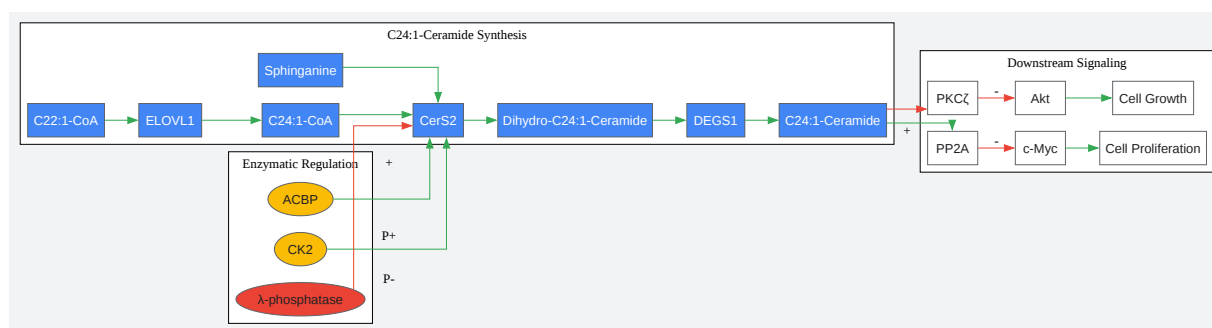 C24:1-Ceramide Synthesis
Sphinganine
C22:1-CoA
ELOVL1
C24:1-CoA
CerS2
Dihydro-C24:1-Ceramide
DEGS1
C24:1-Ceramide
+
Downstream Signaling
PKCζ
-
Akt
Cell Growth
PP2A
-
c-Myc
Cell Proliferation
Enzymatic Regulation
+
ACBP
P+
CK2
P-
λ-phosphatase